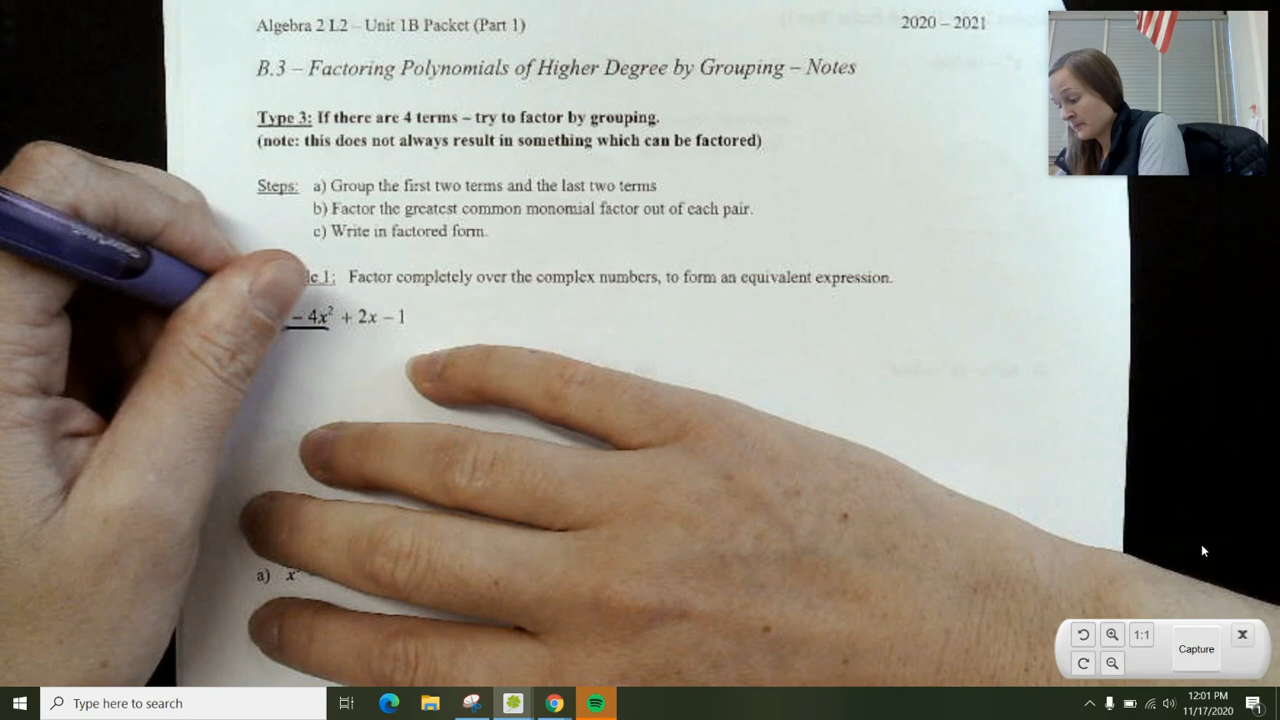 Algebra 2 L2 – Unit 1B Packet (Part 1) 2020 – 2021
B.3 – Factoring Polynomials of Higher Degree by Grouping – Notes
Type 3: If there are 4 terms – try to factor by grouping.
(note: this does not always result in something which can be factored)
Steps: a) Group the first two terms and the last two terms
b) Factor the greatest common monomial factor out of each pair.
c) Write in factored form.
1: Factor completely over the complex numbers, to form an equivalent expression.
– 4x² + 2x – 1
a) x
1:1
Capture
X
Type here to search
12:01 PM
11/17/2020
1